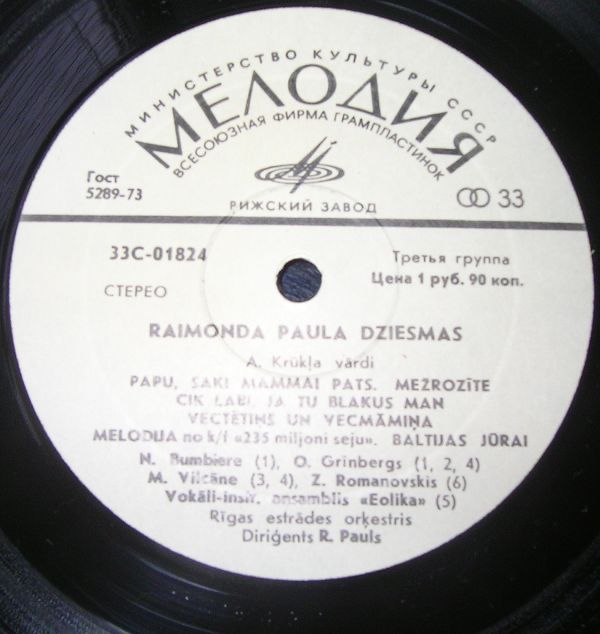 МИНИСТЕРСТВО КУЛЬТУРЫ СССР
МЕЛОДИЯ
ВСЕСОЮЗНАЯ ФИРМА ГРАМПЛАСТИНОК
Гост
5289-73
33
РИЖСКИЙ ЗАВОД
33С-01824
Третья группа
Цена 1 руб. 90 коп.
СТЕРЕО
RAIMONDA PAULA DZIESMAS
A. Krūkļa vārdi
PAPU, SAKI MAMMAI PATS. MEŽROZĪTE
CIK LABI, JA TU BLAKUS MAN
VECTĒTIŅŠ UN VECMĀMIŅA
MELODIJA no k/f «235 miljoni seju». BALTIJAS JŪRAI
N. Bumbiere (1), O. Grīnbergs (1, 2, 4)
M. Vilcāne (3, 4), Z. Romanovskis (6)
Vokāli-instr. ansamblis «Eolika» (5)
Rīgas estrādes orķestris
Diriģents R. Pauls